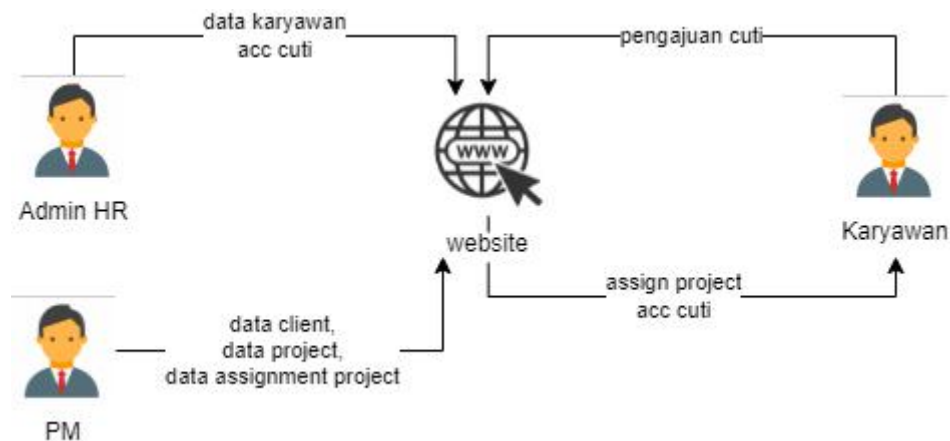 data karyawan
acc cuti
pengajuan cuti
www
Admin HR
website
Karyawan
assign project
acc cuti
data client,
data project,
data assignment project
PM